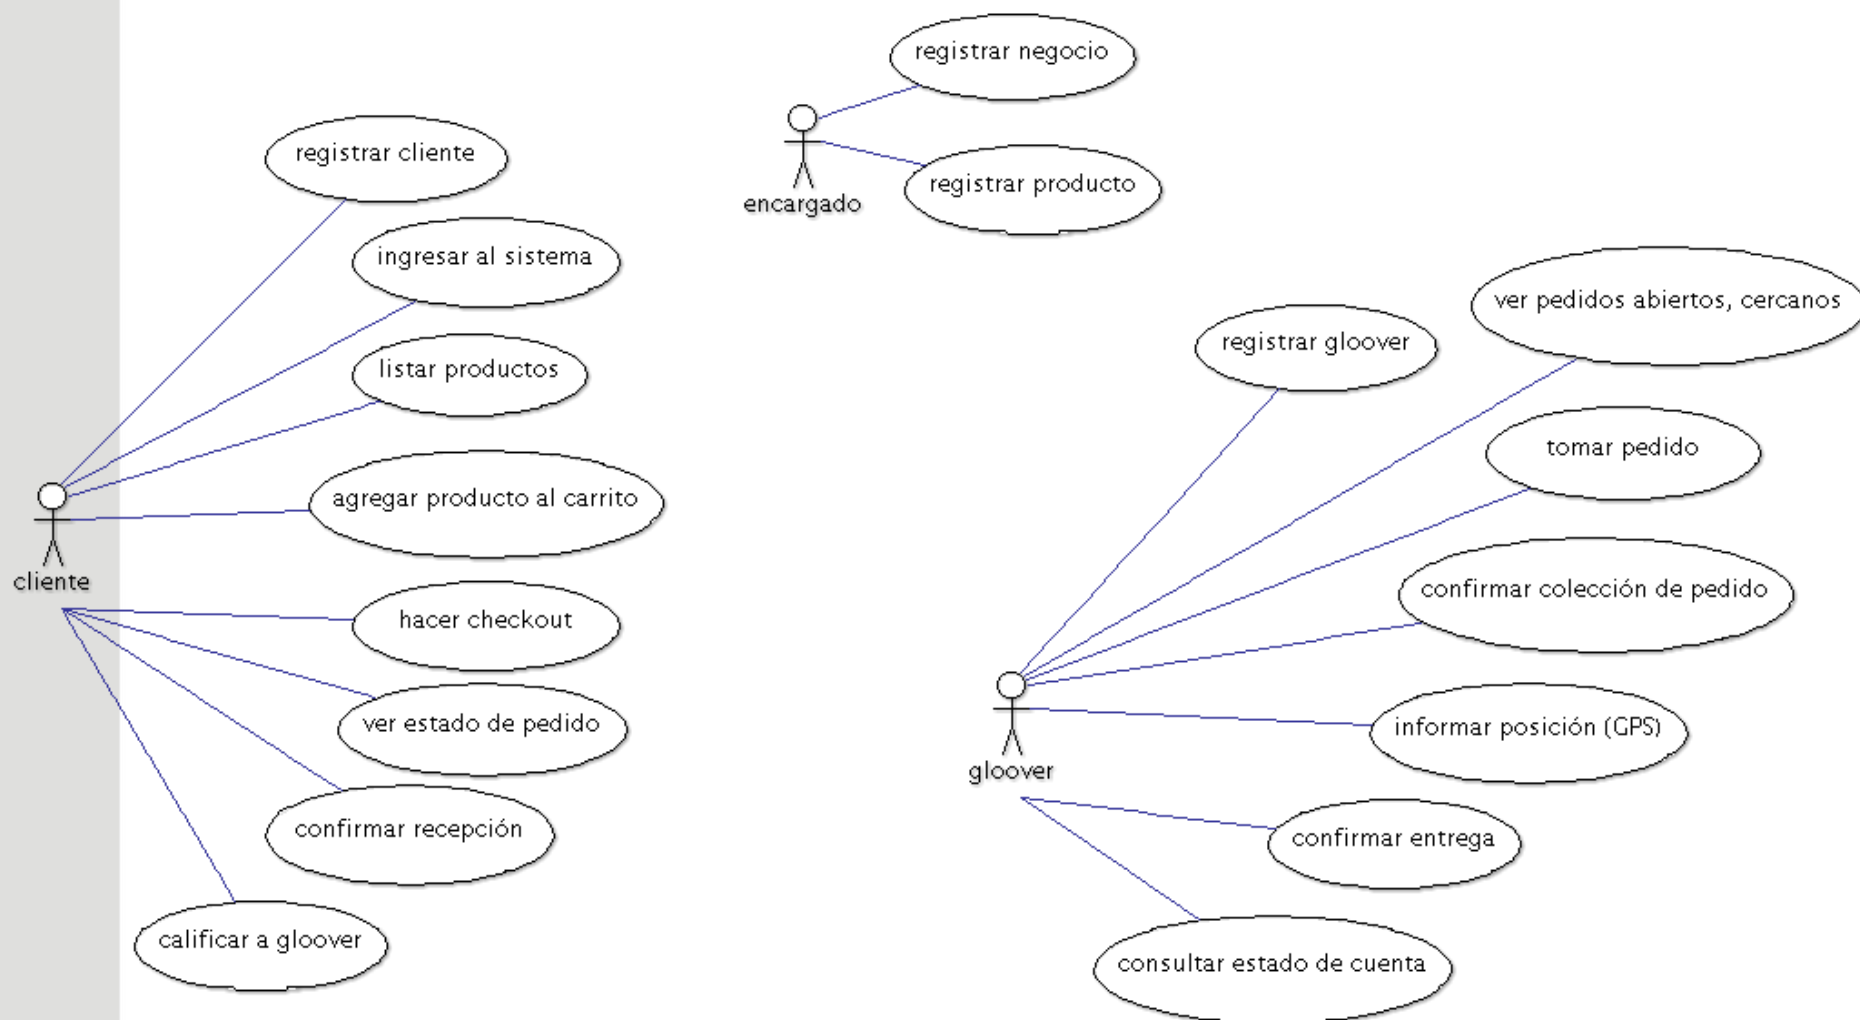 registrar negocio
registrar producto
encargado
registrar cliente
ingresar al sistema
listar productos
agregar producto al carrito
cliente
hacer checkout
ver estado de pedido
confirmar recepción
calificar a gloover
ver pedidos abiertos, cercanos
registrar gloover
tomar pedido
confirmar colección de pedido
informar posición (GPS)
gloover
confirmar entrega
consultar estado de cuenta